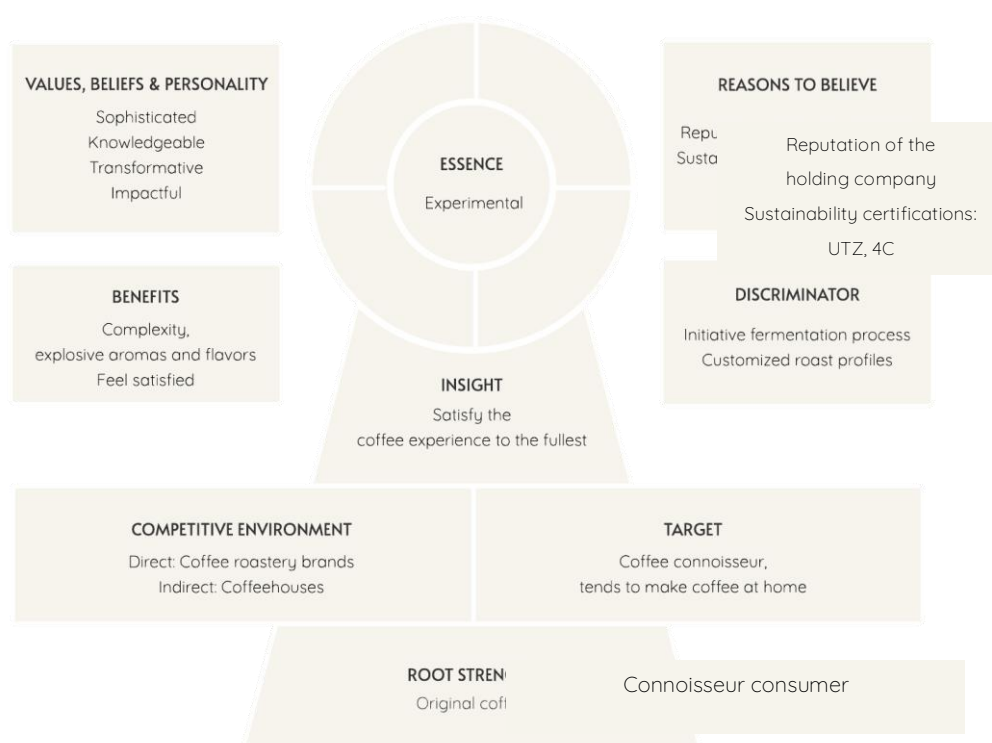 VALUES, BELIEFS & PERSONALITY
Sophisticated
Knowledgeable
Transformative
Impactful
ESSENCE
Experimental
REASONS TO BELIEVE
Reputation of the
holding company
Sustainability certifications:
UTZ, 4C
BENEFITS
Complexity,
explosive aromas and flavors
Feel satisfied
DISCRIMINATOR
Initiative fermentation process
Customized roast profiles
INSIGHT
Satisfy the
coffee experience to the fullest
COMPETITIVE ENVIRONMENT
Direct: Coffee roastery brands
Indirect: Coffeehouses
TARGET
Coffee connoisseur,
tends to make coffee at home
ROOT
Original
Connoisseur consumer